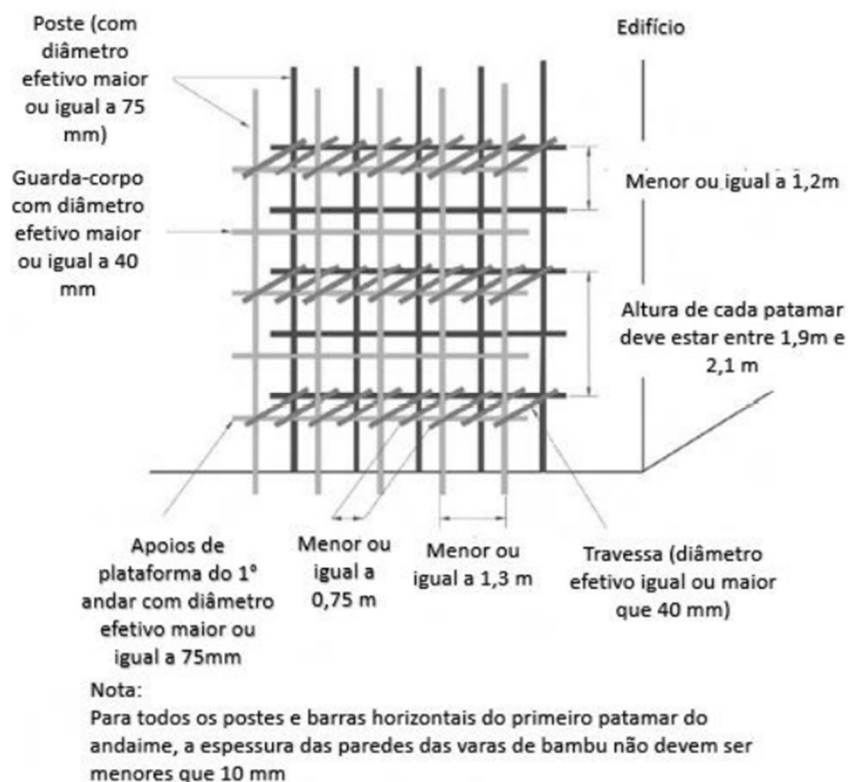 Poste (com
diâmetro
efetivo maior
ou igual a 75
mm)
Edifício
Guarda-corpo
com diâmetro
efetivo maior
ou igual a 40
mm
Menor ou igual a 1,2m
Altura de cada patamar
deve estar entre 1,9m e
2,1 m
Apoios de
plataforma do 1°
andar com diâmetro
efetivo maior ou
igual a 75mm
Menor ou
igual a
0,75 m
Menor ou
igual a 1,3 m
Travessa (diâmetro
efetivo igual ou maior
que 40 mm)
Nota:
Para todos os postes e barras horizontais do primeiro patamar do
andaime, a espessura das paredes das varas de bambu não devem ser
menores que 10 mm